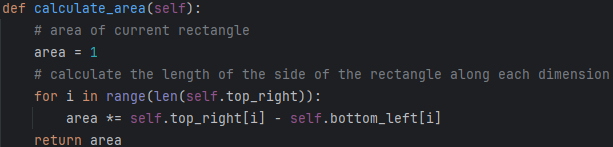 def calculate_area(self):
    # area of current rectangle
    area = 1
    # calculate the length of the side of the rectangle along each dimension
    for i in range(len(self.top_right)):
        area *= self.top_right[i] - self.bottom_left[i]
    return area